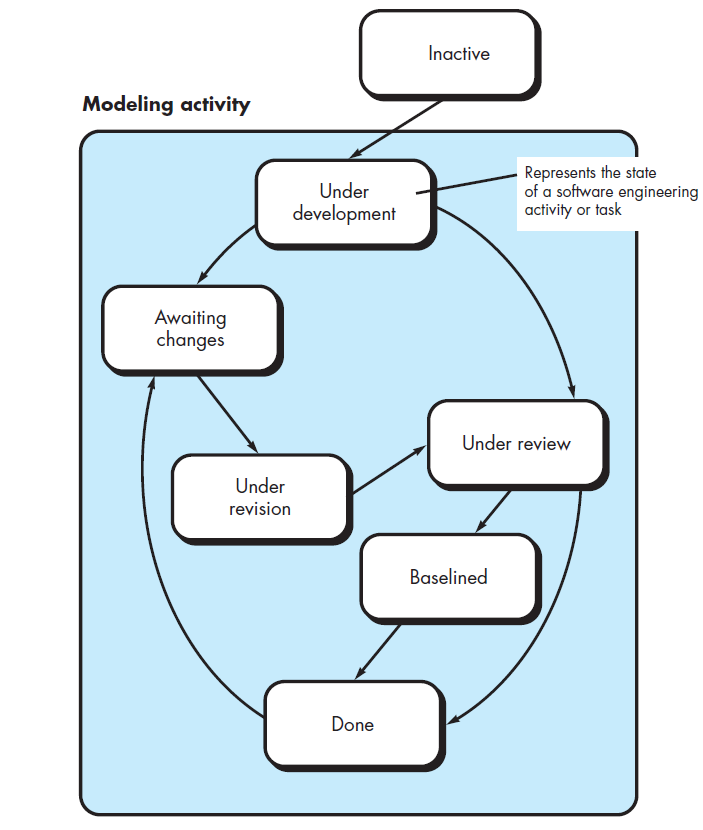 Inactive
Modeling activity
Represents the state
of a software engineering
activity or task
Under
development
Awaiting
changes
Under review
Under
revision
Baselined
Done